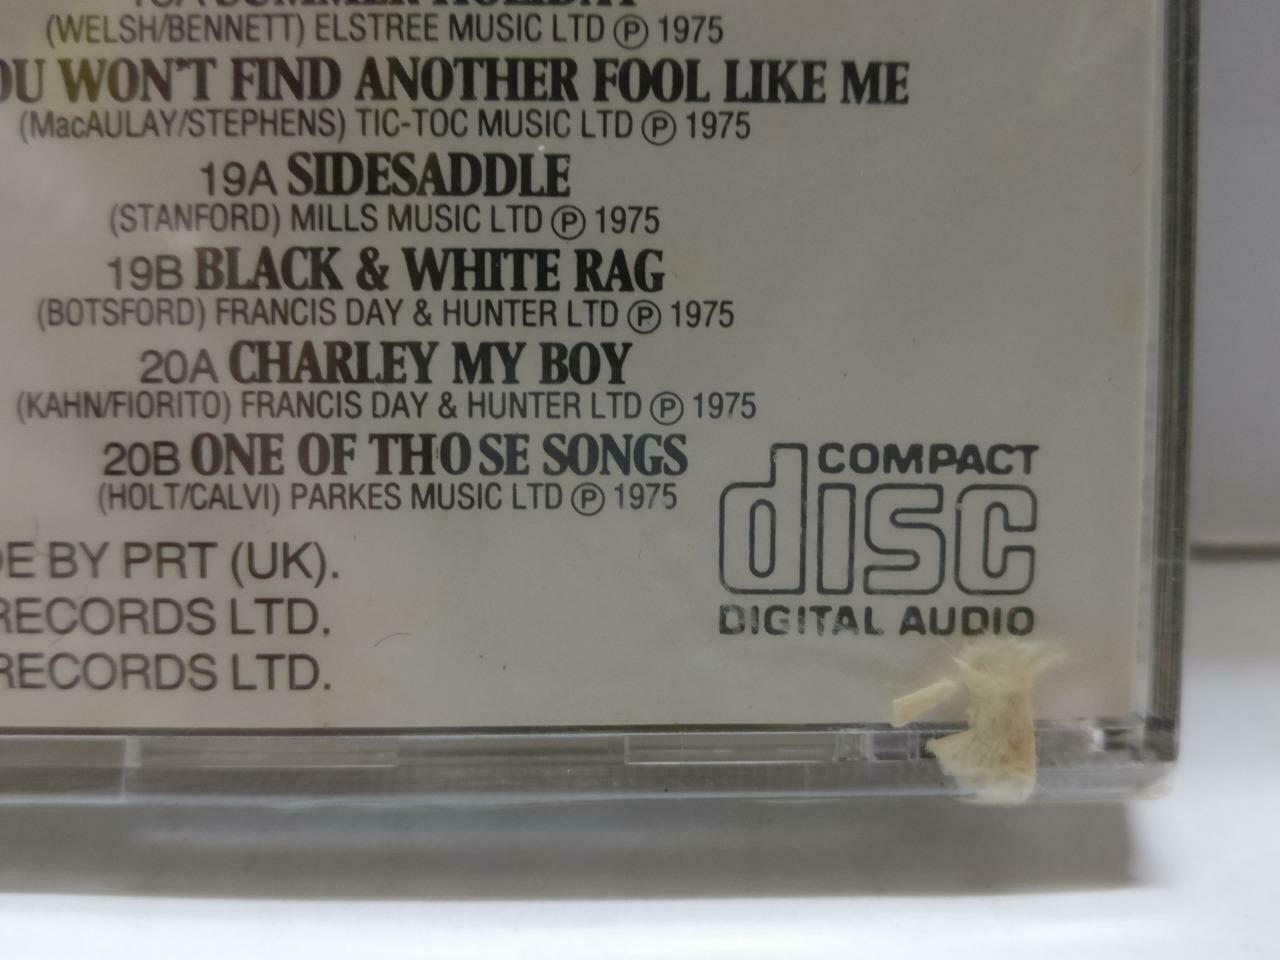 SUMMER HOLIDAY
(WELSH/BENNETT) ELSTREE MUSIC LTD ℗ 1975
WON'T FIND ANOTHER FOOL LIKE ME
(MacAULAY/STEPHENS) TIC-TOC MUSIC LTD ℗ 1975
19A SIDESADDLE
(STANFORD) MILLS MUSIC LTD ℗ 1975
19B BLACK & WHITE RAG
(BOTSFORD) FRANCIS DAY & HUNTER LTD ℗ 1975
20A CHARLEY MY BOY
(KAHN/FIORITO) FRANCIS DAY & HUNTER LTD ℗ 1975
20B ONE OF THOSE SONGS
(HOLT/CALVI) PARKES MUSIC LTD ℗ 1975
BY PRT (UK).
RECORDS LTD.
RECORDS LTD.
COMPACT
disc
DIGITAL AUDIO